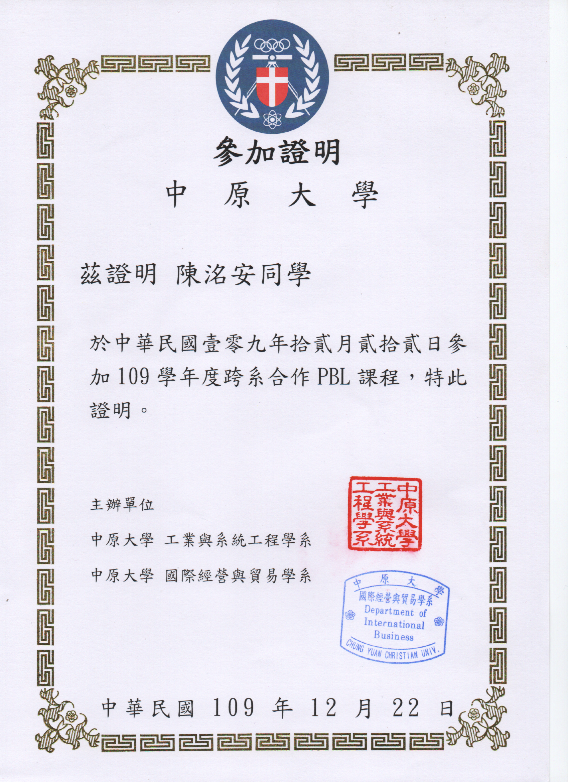 參加證明
中原大學
茲證明 陳洺安同學
於中華民國壹零九年拾貳月貳拾貳日參
加 109 學年度跨系合作 PBL 課程，特此
證明。
主辦單位
中原大學 工業與系統工程學系
中原大學 國際經營與貿易學系
中原大學
工業與系統
工程學系
中原大學
國際經營與貿易學系
Department of
International
Business
CHUNG YUAN CHRISTIAN UNIV.
中華民國 109 年 12 月 22 日